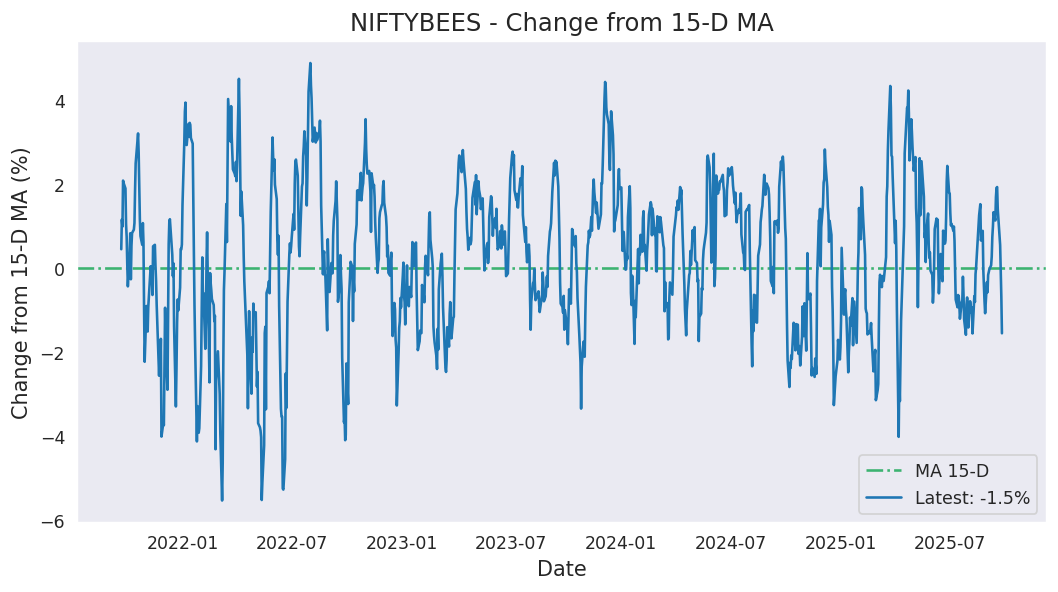 NIFTYBEES - Change from 15-D MA
Change from 15-D MA (%)
4
2
0
−2
−4
−6
MA 15-D
Latest: -1.5%
2022-01 2022-07 2023-01 2023-07 2024-01 2024-07 2025-01 2025-07
Date